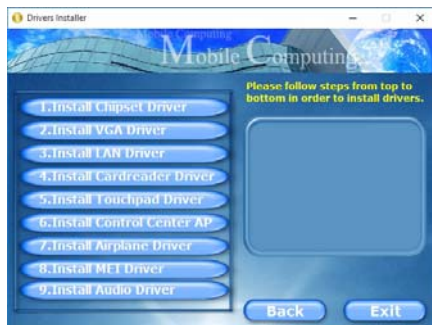 Drivers Installer
Mobile Computing
Mobile Computing
Please follow steps from top to
bottom in order to install drivers.
1.Install Chipset Driver
2.Install VGA Driver
3.Install LAN Driver
4.Install Cardreader Driver
5.Install Touchpad Driver
6.Install Control Center AP
7.Install Airplane Driver
8.Install MEI Driver
9.Install Audio Driver
Back
Exit